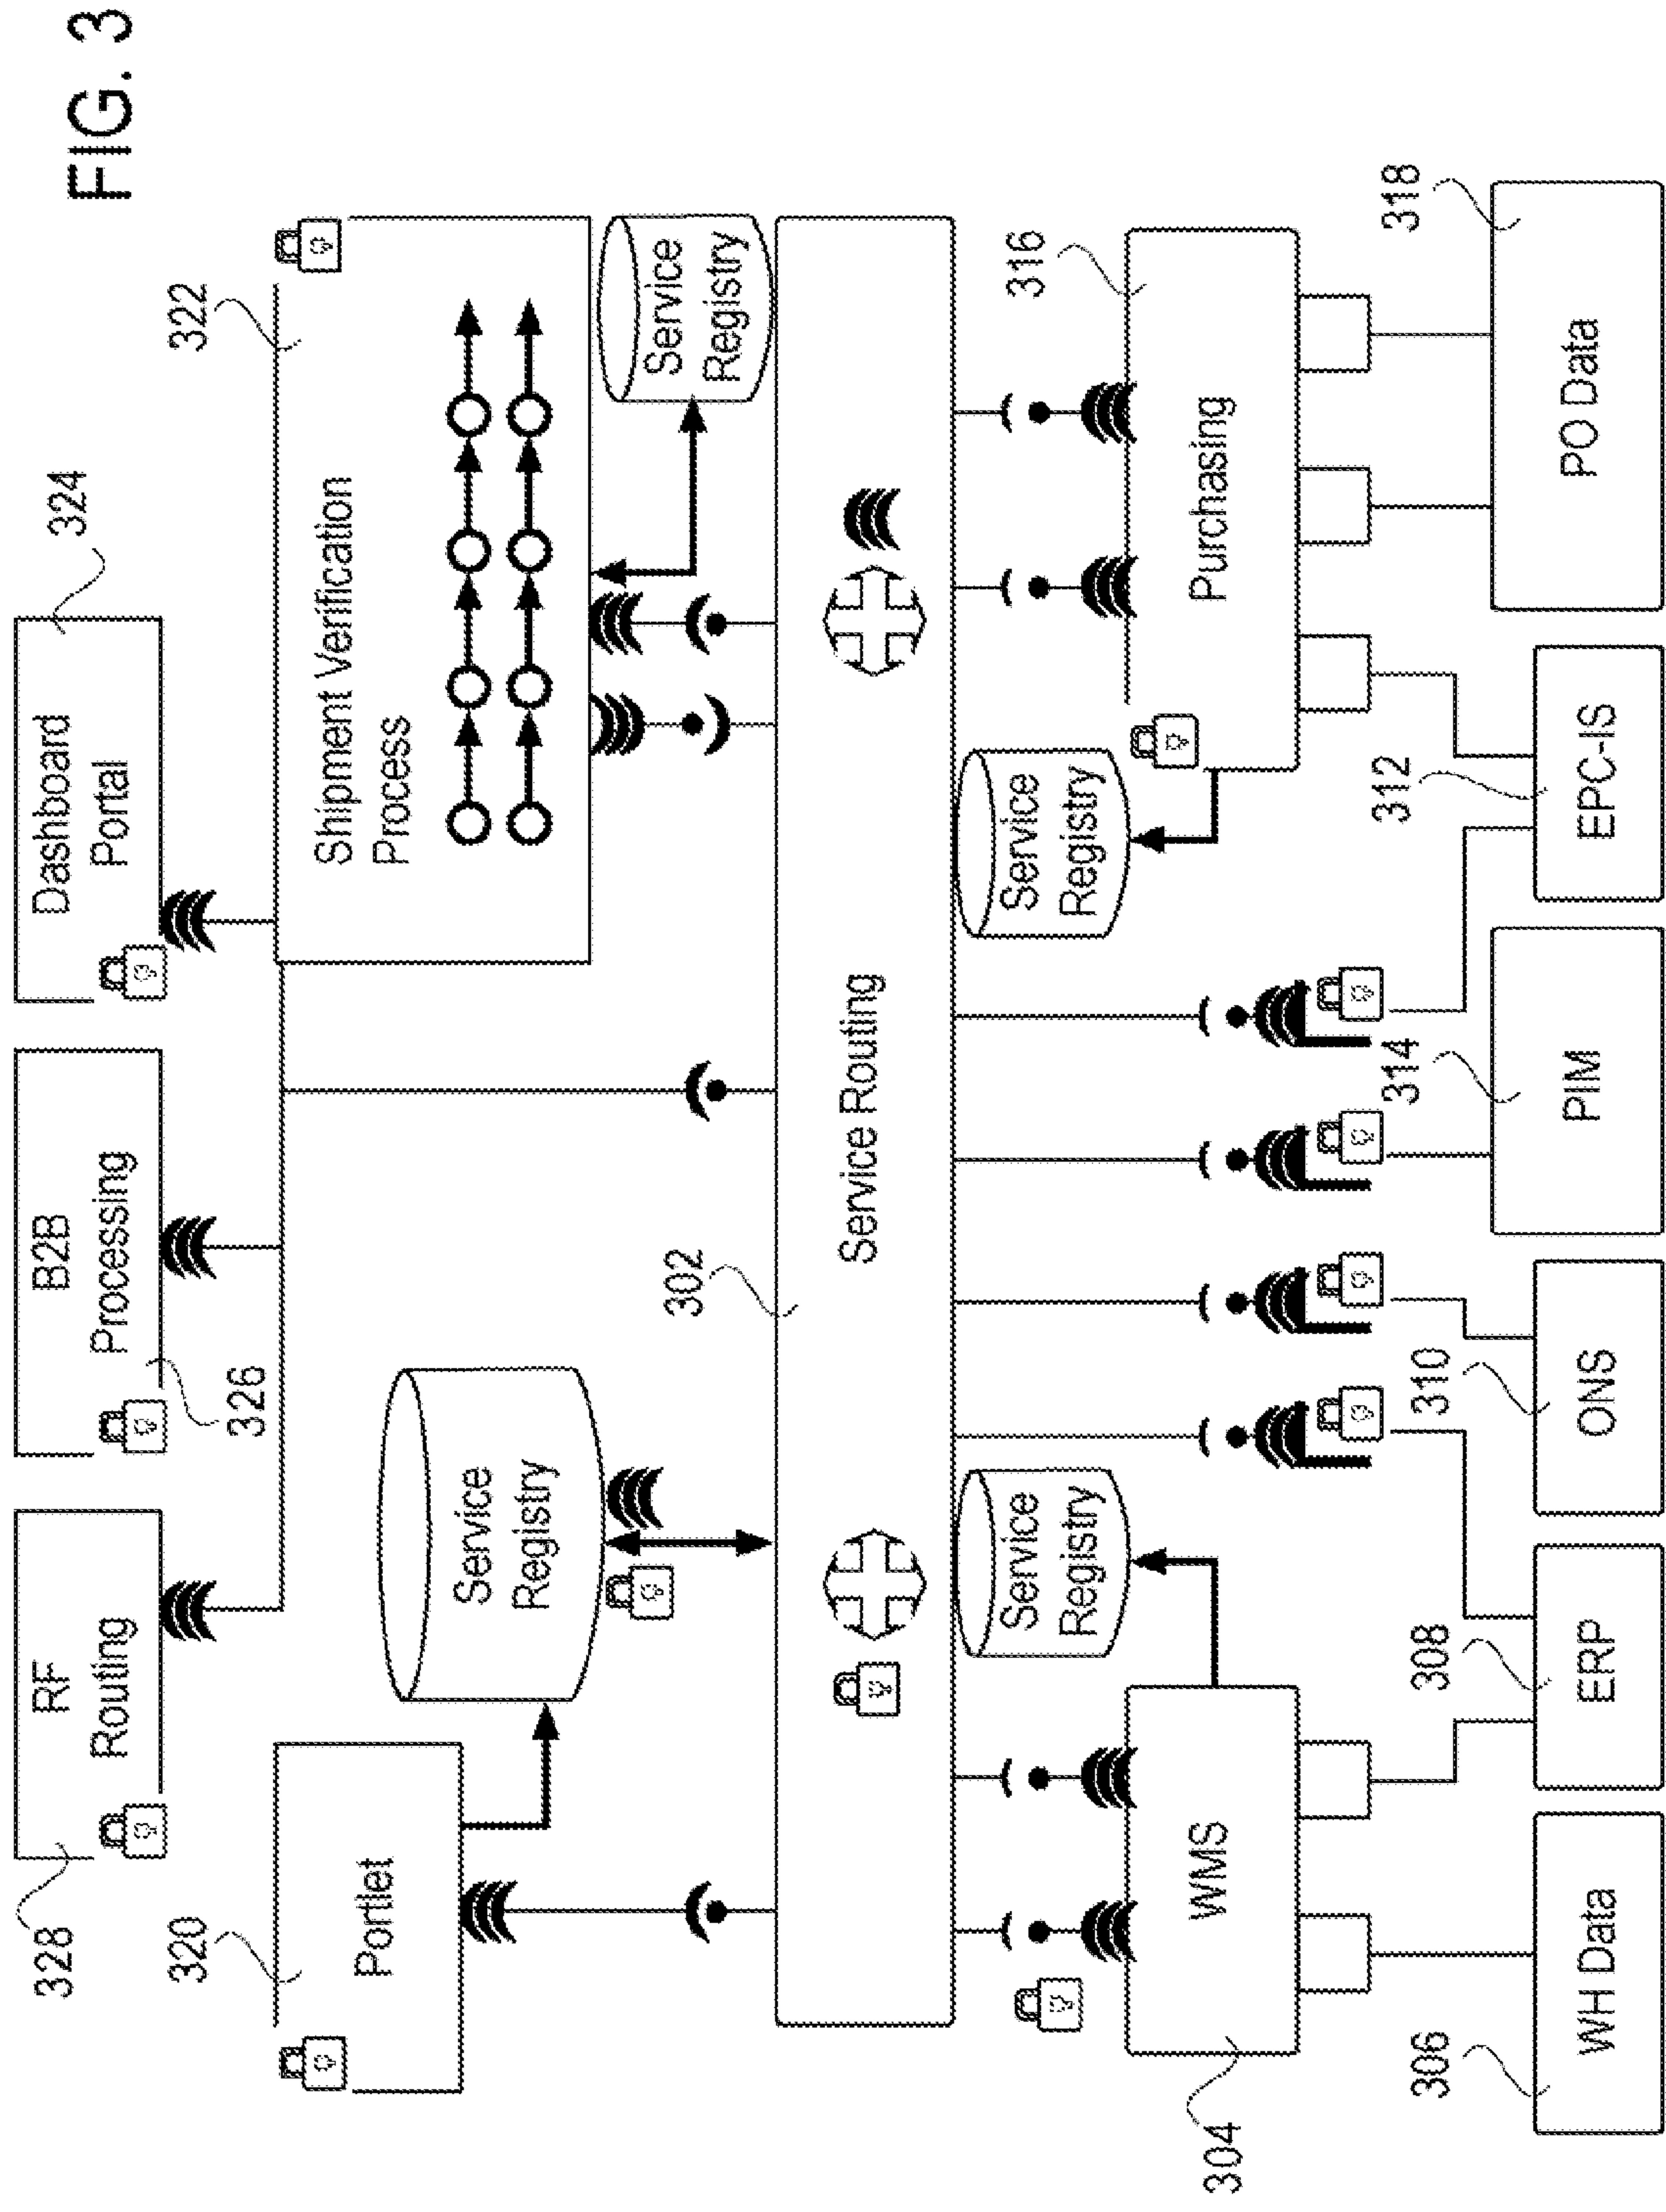 FIG. 3
328
RF
Routing
B2B
Processing
326
Dashboard
Portal
324
320
Portlet
Service
Registry
Shipment Verification
Process
322
Service
Registry
302
Service Routing
Service
Registry
Service
Registry
304
WMS
Purchasing
316
306
WH Data
308
ERP
310
ONS
314
PIM
312
EPC-IS
318
PO Data